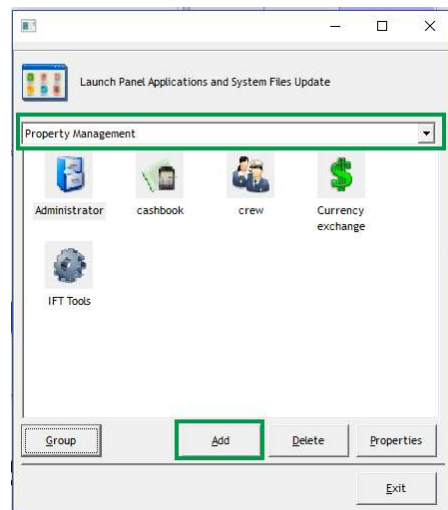 Launch Panel Applications and System Files Update
Property Management
Administrator
cashbook
crew
Currency
exchange
IFT Tools
Group
Add
Delete
Properties
Exit